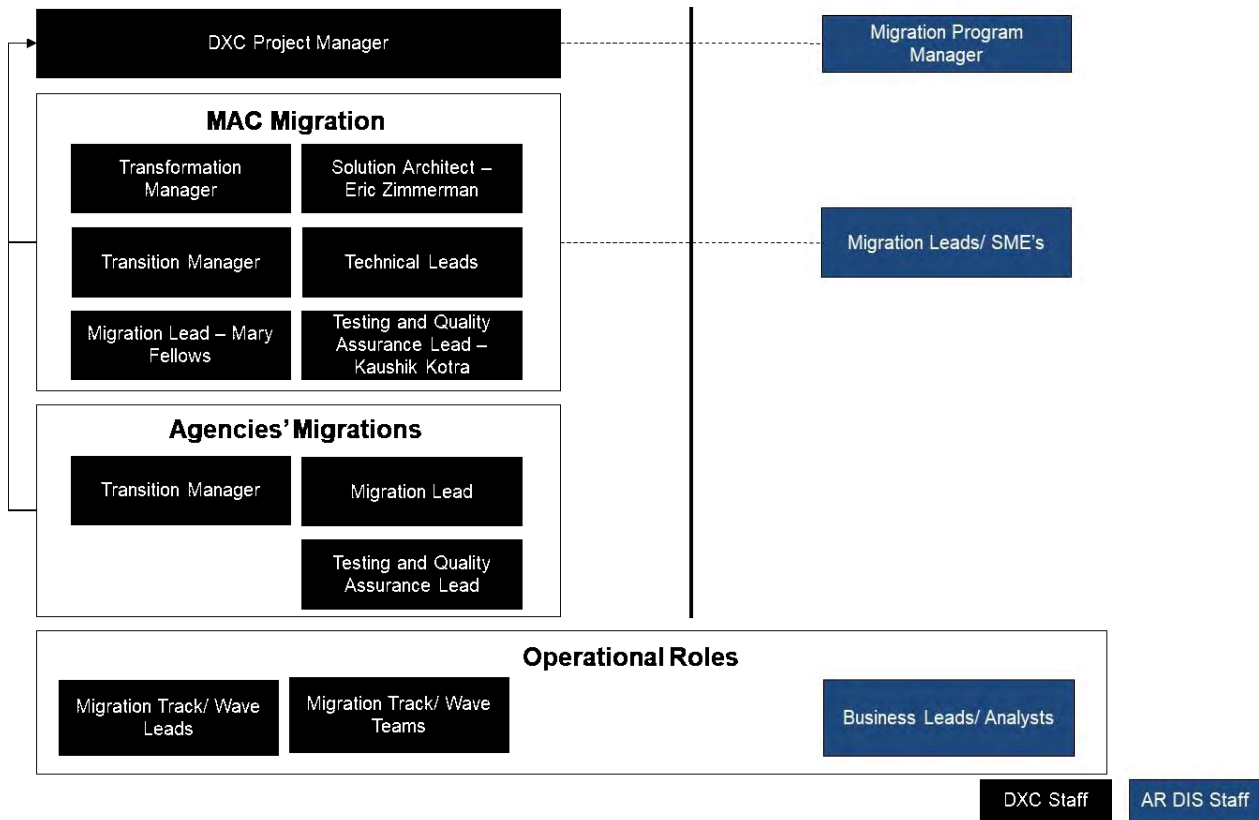 DXC Project Manager
Migration Program
Manager
MAC Migration
Transformation
Manager
Solution Architect –
Eric Zimmerman
Transition Manager
Technical Leads
Migration Leads/ SME's
Migration Lead – Mary
Fellows
Testing and Quality
Assurance Lead –
Kaushik Kotra
Agencies' Migrations
Transition Manager
Migration Lead
Testing and Quality
Assurance Lead
Operational Roles
Migration Track/ Wave
Leads
Migration Track/ Wave
Teams
Business Leads/ Analysts
DXC Staff
AR DIS Staff